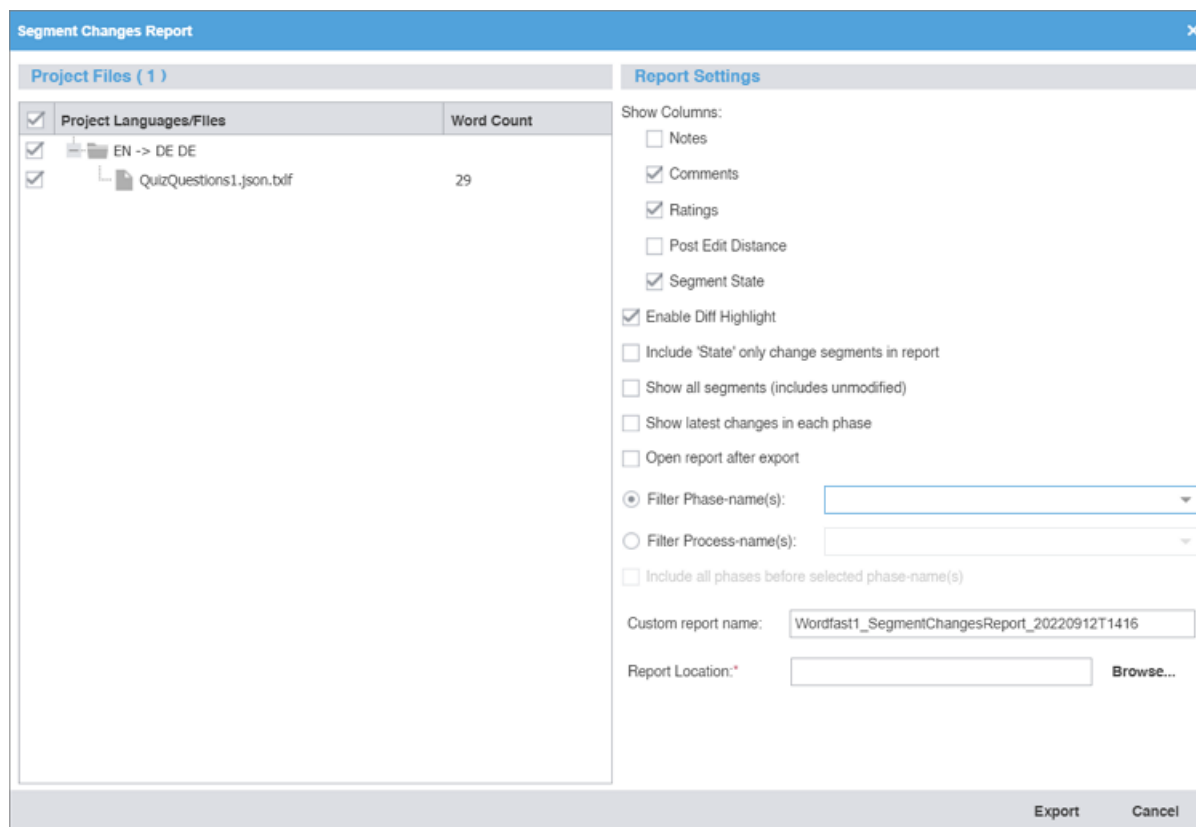 Segment Changes Report
Project Files ( 1 )
Project Languages/Files
Word Count
EN -> DE DE
QuizQuestions1.json.txlf
29
Report Settings
Show Columns:
Notes
Comments
Ratings
Post Edit Distance
Segment State
Enable Diff Highlight
Include 'State' only change segments in report
Show all segments (includes unmodified)
Show latest changes in each phase
Open report after export
Filter Phase-name(s):
Filter Process-name(s):
Include all phases before selected phase-name(s)
Custom report name: Wordfast1_SegmentChangesReport_20220912T1416
Report Location:* Browse...
Export Cancel